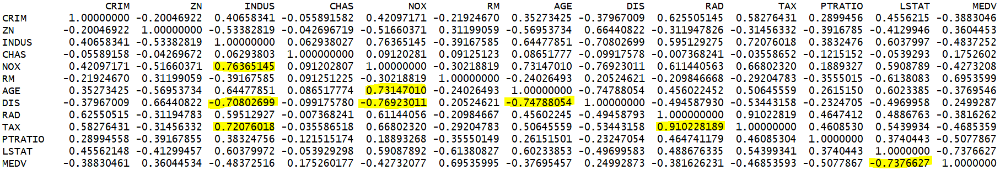 CRIM ZN INDUS CHAS NOX RM AGE DIS RAD TAX PTRATIO LSTAT MEDV
CRIM 1.00000000 -0.20046922 0.40658341 -0.055891582 0.42097171 -0.21924670 0.35273425 -0.37967009 0.625505145 0.58276431 0.2899456 0.4556215 -0.3883046
ZN -0.20046922 1.00000000 -0.53382819 -0.042696719 -0.51660371 0.31199059 -0.56953734 0.66440822 -0.311947826 -0.31456332 -0.3916785 -0.4129946 0.3604453
INDUS 0.40658341 -0.53382819 1.00000000 0.062938027 0.76365145 -0.39167585 0.64477851 -0.70802699 0.595129275 0.72076018 0.3832476 0.6037997 -0.4837252
CHAS -0.05589158 -0.04269672 0.06293803 1.000000000 0.09120281 0.09125123 0.08651777 -0.09917578 -0.007368241 -0.03558652 -0.1215152 -0.0539293 0.1752602
NOX 0.42097171 -0.51660371 0.76365145 0.091202807 1.00000000 -0.30218819 0.73147010 -0.76923011 0.611440563 0.66802320 0.1889327 0.5908789 -0.4273208
RM -0.21924670 0.31199059 -0.39167585 0.091251225 -0.30218819 1.00000000 -0.24026493 0.20524621 -0.209846668 -0.29204783 -0.3555015 -0.6138083 0.6953599
AGE 0.35273425 -0.56953734 0.64477851 0.086517774 0.73147010 -0.24026493 1.00000000 -0.74788054 0.456022452 0.50645559 0.2615150 0.6023385 -0.3769546
DIS -0.37967009 0.66440822 -0.70802699 -0.099175780 -0.76923011 0.20524621 -0.74788054 1.00000000 -0.494587930 -0.53443158 -0.2324705 -0.4969958 0.2499287
RAD 0.62550515 -0.31194783 0.59512927 -0.007368241 0.61144056 -0.20984667 0.45602245 -0.49458793 1.000000000 0.91022819 0.4647412 0.4886763 -0.3816262
TAX 0.58276431 -0.31456332 0.72076018 -0.035586518 0.66802320 -0.29204783 0.50645559 -0.53443158 0.910228189 1.00000000 0.4608530 0.5439934 -0.4685359
PTRATIO 0.28994558 -0.39167855 0.38324756 -0.121515174 0.18893268 -0.35550149 0.26151501 -0.23247054 0.464741179 0.46085304 1.0000000 0.3740443 -0.5077867
LSTAT 0.45562148 -0.41299457 0.60379972 -0.053929298 0.59087892 -0.61380827 0.60233853 -0.49699583 0.488676335 0.54399341 0.3740443 1.0000000 -0.7376627
MEDV -0.38830461 0.36044534 -0.48372516 0.175260177 -0.42732077 0.69535995 -0.37695457 0.24992873 -0.381626231 -0.46853593 -0.5077867 -0.7376627 1.0000000